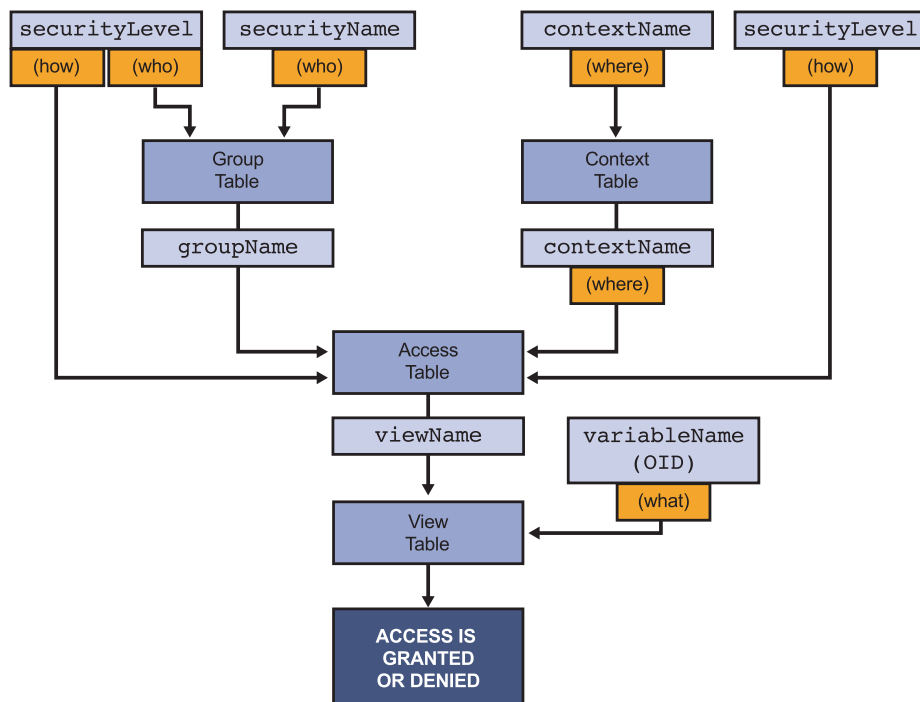 securityLevel
(how)
(who)
securityName
(who)
contextName
(where)
securityLevel
(how)
Group
Table
Context
Table
groupName
contextName
(where)
Access
Table
viewName
variableName
(OID)
(what)
View
Table
ACCESS IS
GRANTED
OR DENIED